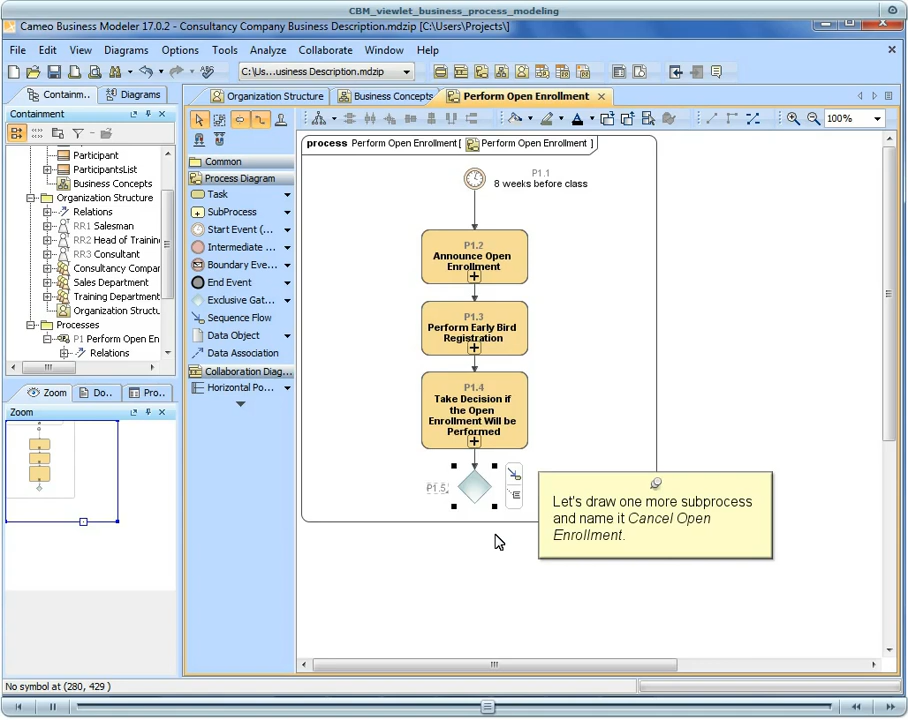 CBM_viewlet_business_process_modeling
Cameo Business Modeler 17.0.2 - Consultancy Company Business Description.mdzip [C:\Users\Projects\]
File Edit View Diagrams Options Tools Analyze Collaborate Window Help
C:\Us...usiness Description.mdzip
Containm... Diagrams
Organization Structure Business Concepts Perform Open Enrollment
Containment
100%
Participant
ParticipantsList
Business Concepts
Organization Structure
Relations
RR1 Salesman
RR2 Head of Trainin
RR3 Consultant
Consultancy Compar
Sales Department
Training Department
Organization Structu
Processes
P1 Perform Open En
Relations
Zoom Do... Pro...
Zoom
Common
Process Diagram
Task
SubProcess
Start Event (...
Intermediate ...
Boundary Eve...
End Event
Exclusive Gat...
Sequence Flow
Data Object
Data Association
Collaboration Diag...
Horizontal Po...
process Perform Open Enrollment[ Perform Open Enrollment ]
P1.1
8 weeks before class
P1.2
Announce Open
Enrollment
P1.3
Perform Early Bird
Registration
P1.4
Take Decision if
the Open
Enrollment Will be
Performed
P1.5
Let's draw one more subprocess
and name it Cancel Open
Enrollment.
No symbol at (280, 429 )